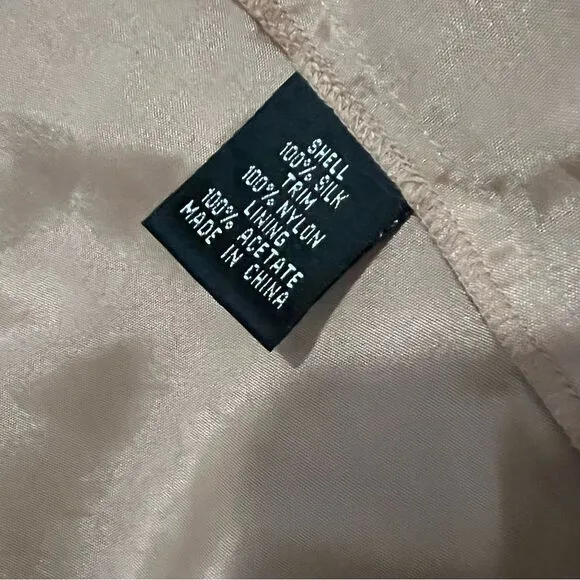 SHELL
100% SILK
TRIM
100% NYLON
LINING
100% ACETATE
MADE IN CHINA